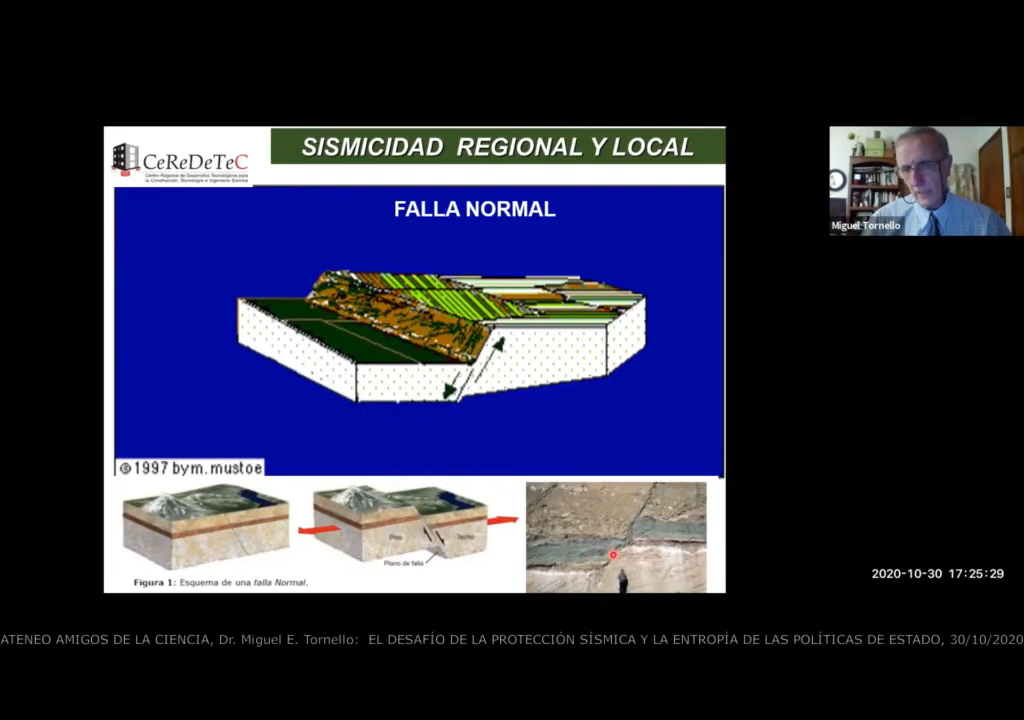 SISMICIDAD REGIONAL Y LOCAL
CeReDeTeC
Centro Regional de Desarrollos Tecnológicos para
la Construcción, Sismología e Ingeniería Sísmica
FALLA NORMAL
©1997 by m. mustoe
Piso
Techo
Plano de falla
Figura 1: Esquema de una falla Normal.
Miguel Tornello
2020-10-30 17:25:29
ATENEO AMIGOS DE LA CIENCIA, Dr. Miguel E. Tornello: EL DESAFÍO DE LA PROTECCIÓN SÍSMICA Y LA ENTROPÍA DE LAS POLÍTICAS DE ESTADO, 30/10/2020